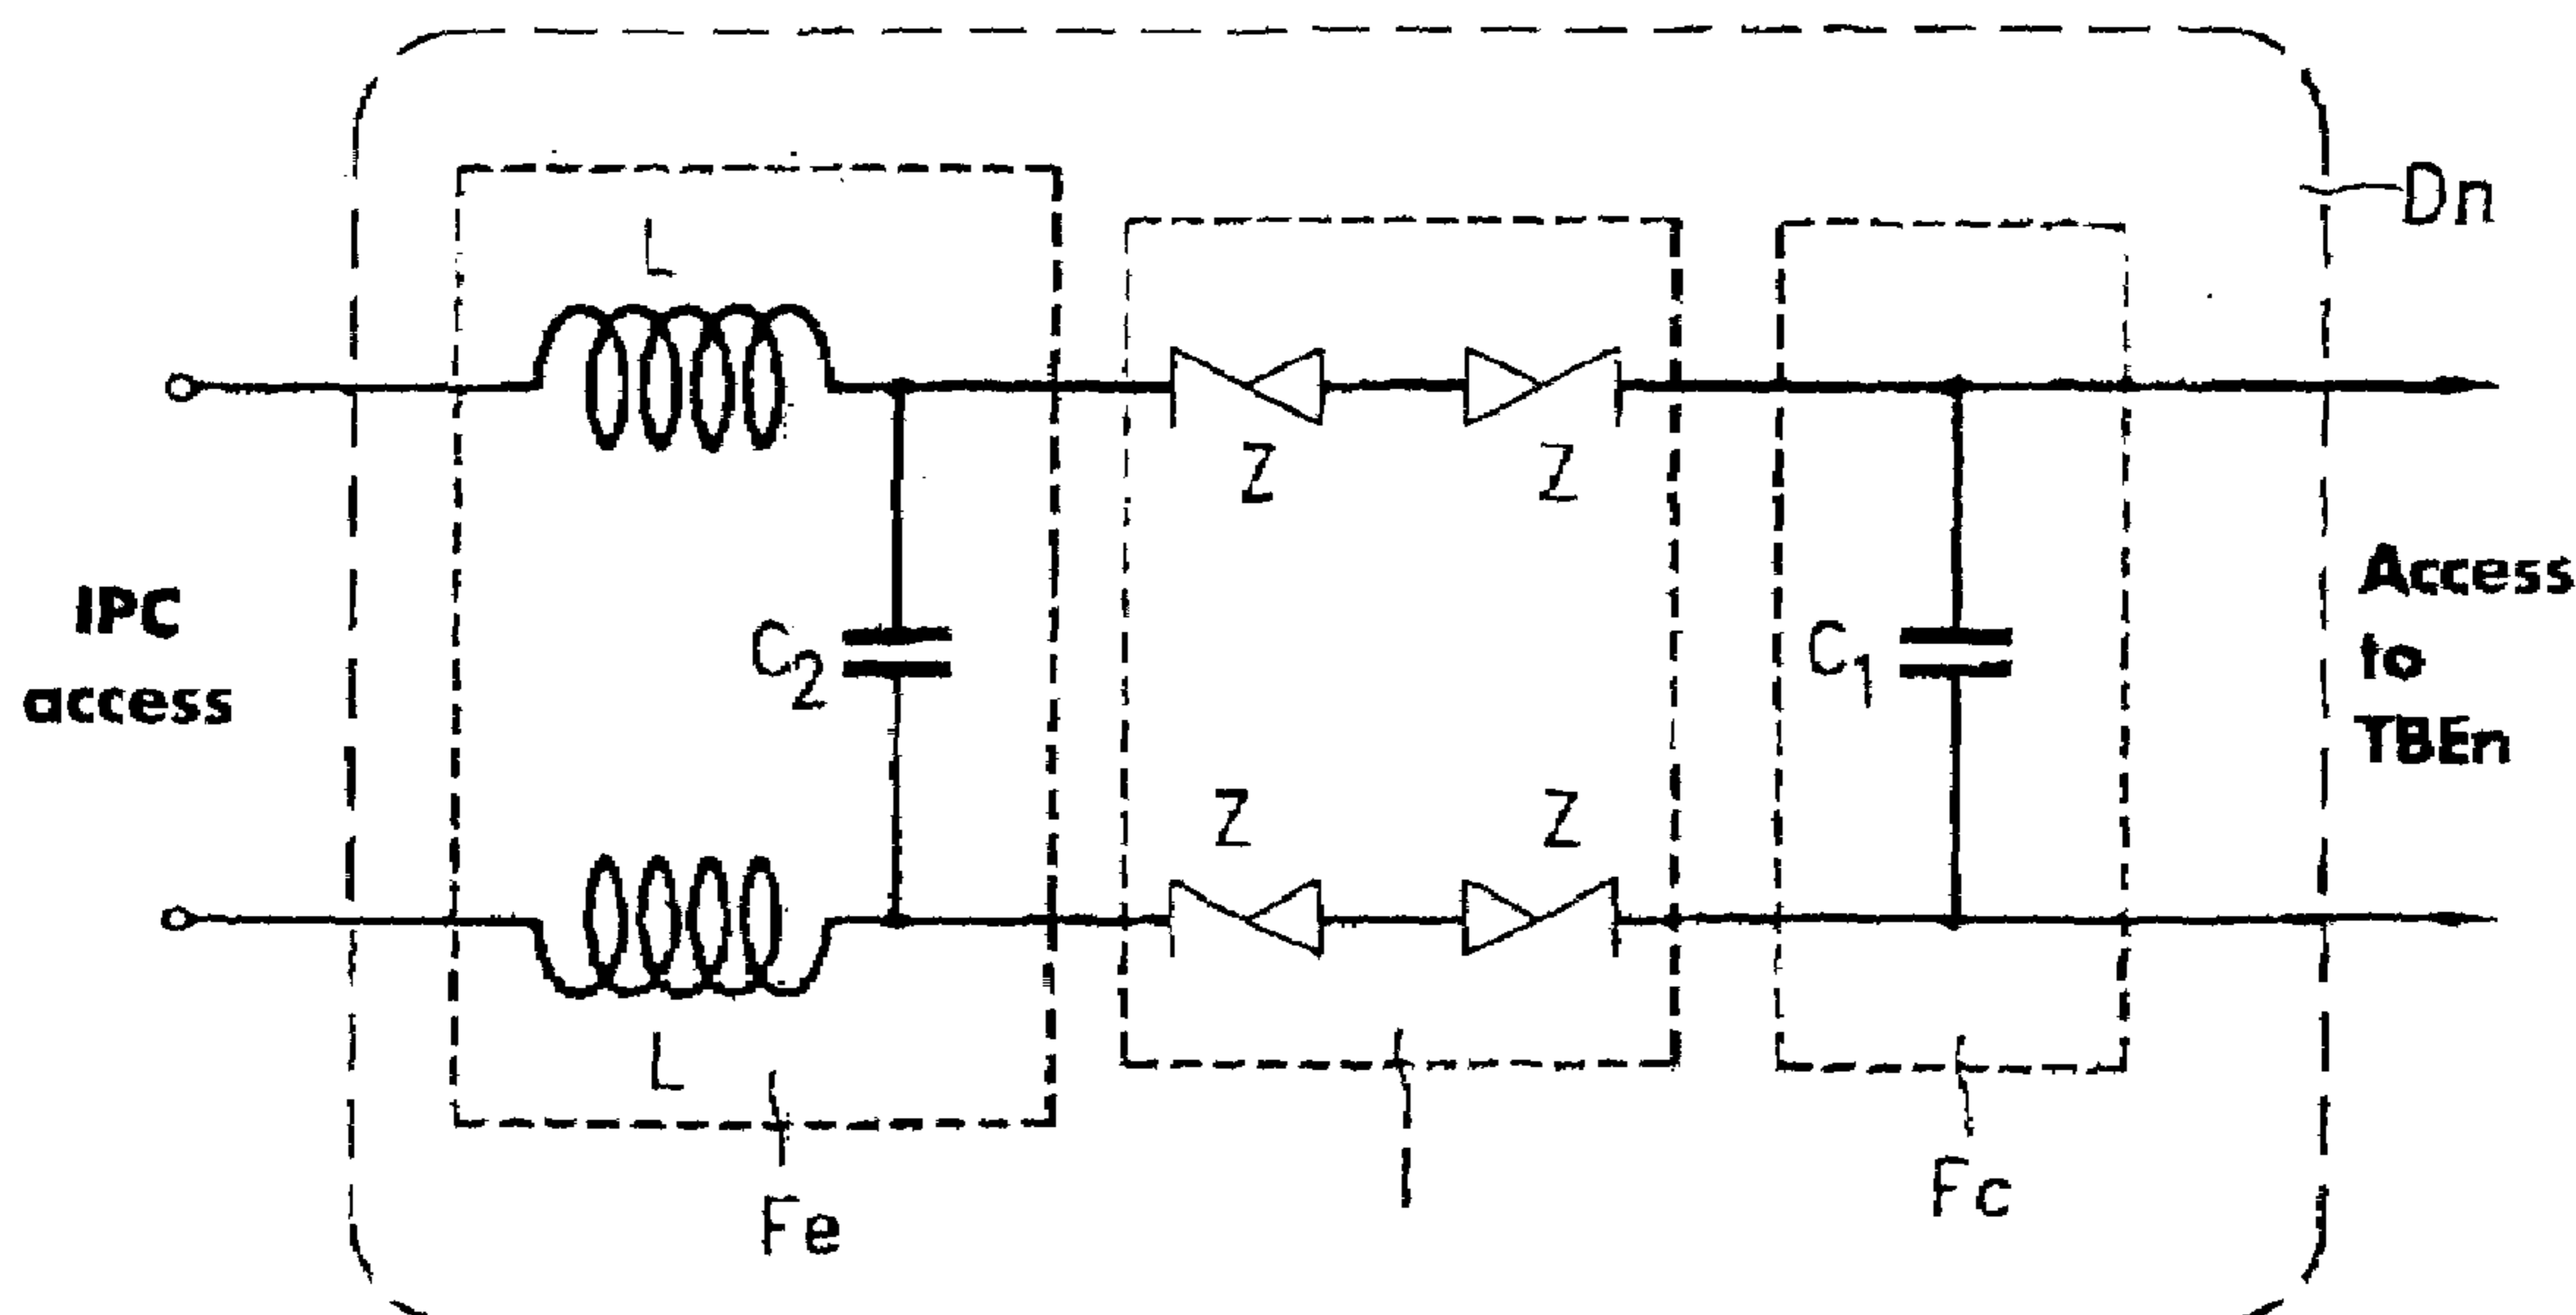 Dn
L
Z Z
IPC
access
C2
C1
Access
to
TBEn
Z Z
L
Fe
I
Fc